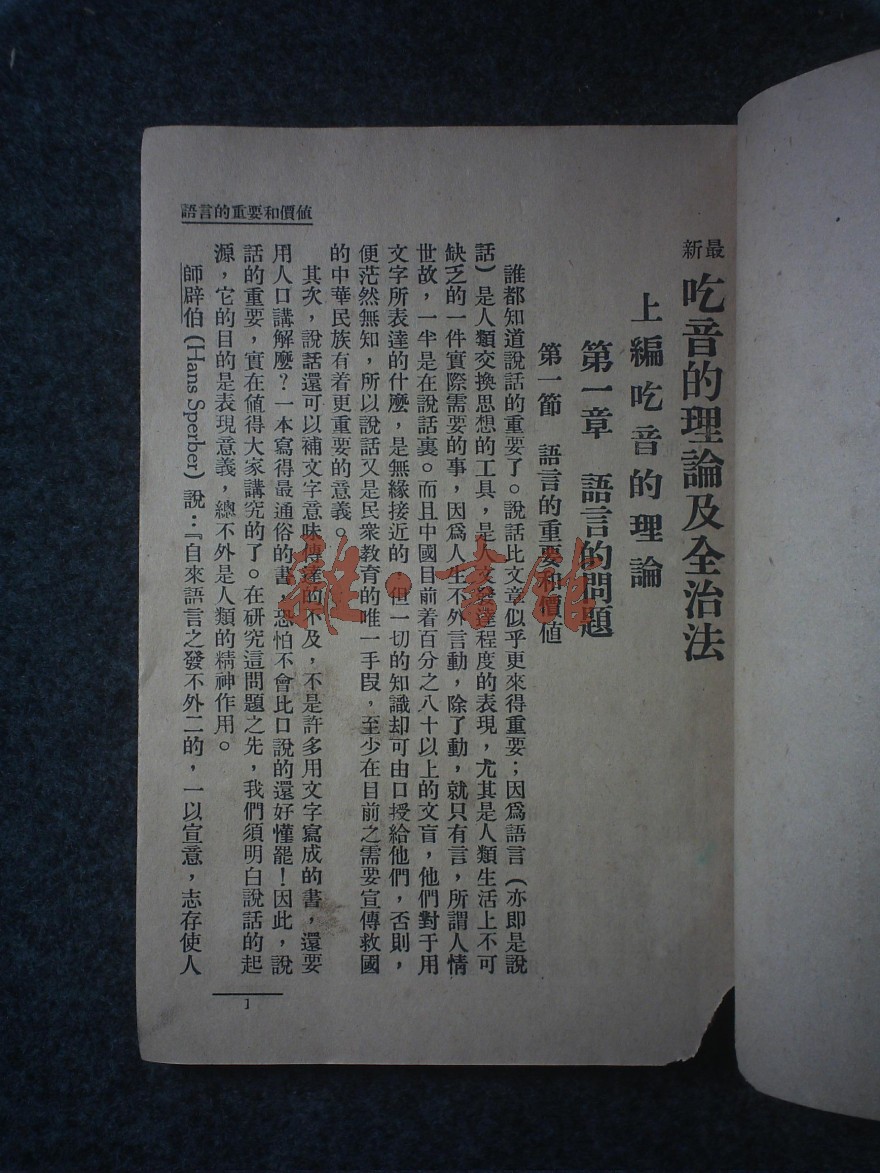 最新
吃音的理論及全治法
上編 吃音的理論
第一章 語言的問題
第一節 語言的重要和價値
誰都知道說話的重要了。說話比文章似乎更來得重要；因爲語言（亦即是說
話）是人類交換思想的工具，是人文發達程度的表現，尤其是人類生活上不可
缺乏的一件實際需要的事，因爲人生不外言動，除了動，就只有言，所謂人情
世故，一半是在說話裏。而且中國目前着百分之八十以上的文盲，他們對于用
文字所表達的什麼，是無緣接近的，但一切的知識却可由口授給他們，否則，
便茫然無知，所以說話又是民衆教育的唯一手段，至少在目前之需要宣傳救國
的中華民族有着更重要的意義。
其次，說話還可以補文字意味傳達的不及，不是許多用文字寫成的書，還要
用人口講解麼？一本寫得最通俗的書，恐怕不會比口說的還好懂罷！因此，說
話的重要，實在値得大家講究的了。在研究這問題之先，我們須明白說話的起
源，它的目的是表現意義，總不外是人類的精神作用。
師辟伯（Hans Sperber）說：『自來語言之發不外二的，一以宣意，志存使人
語言的重要和價値
1
雜·書館